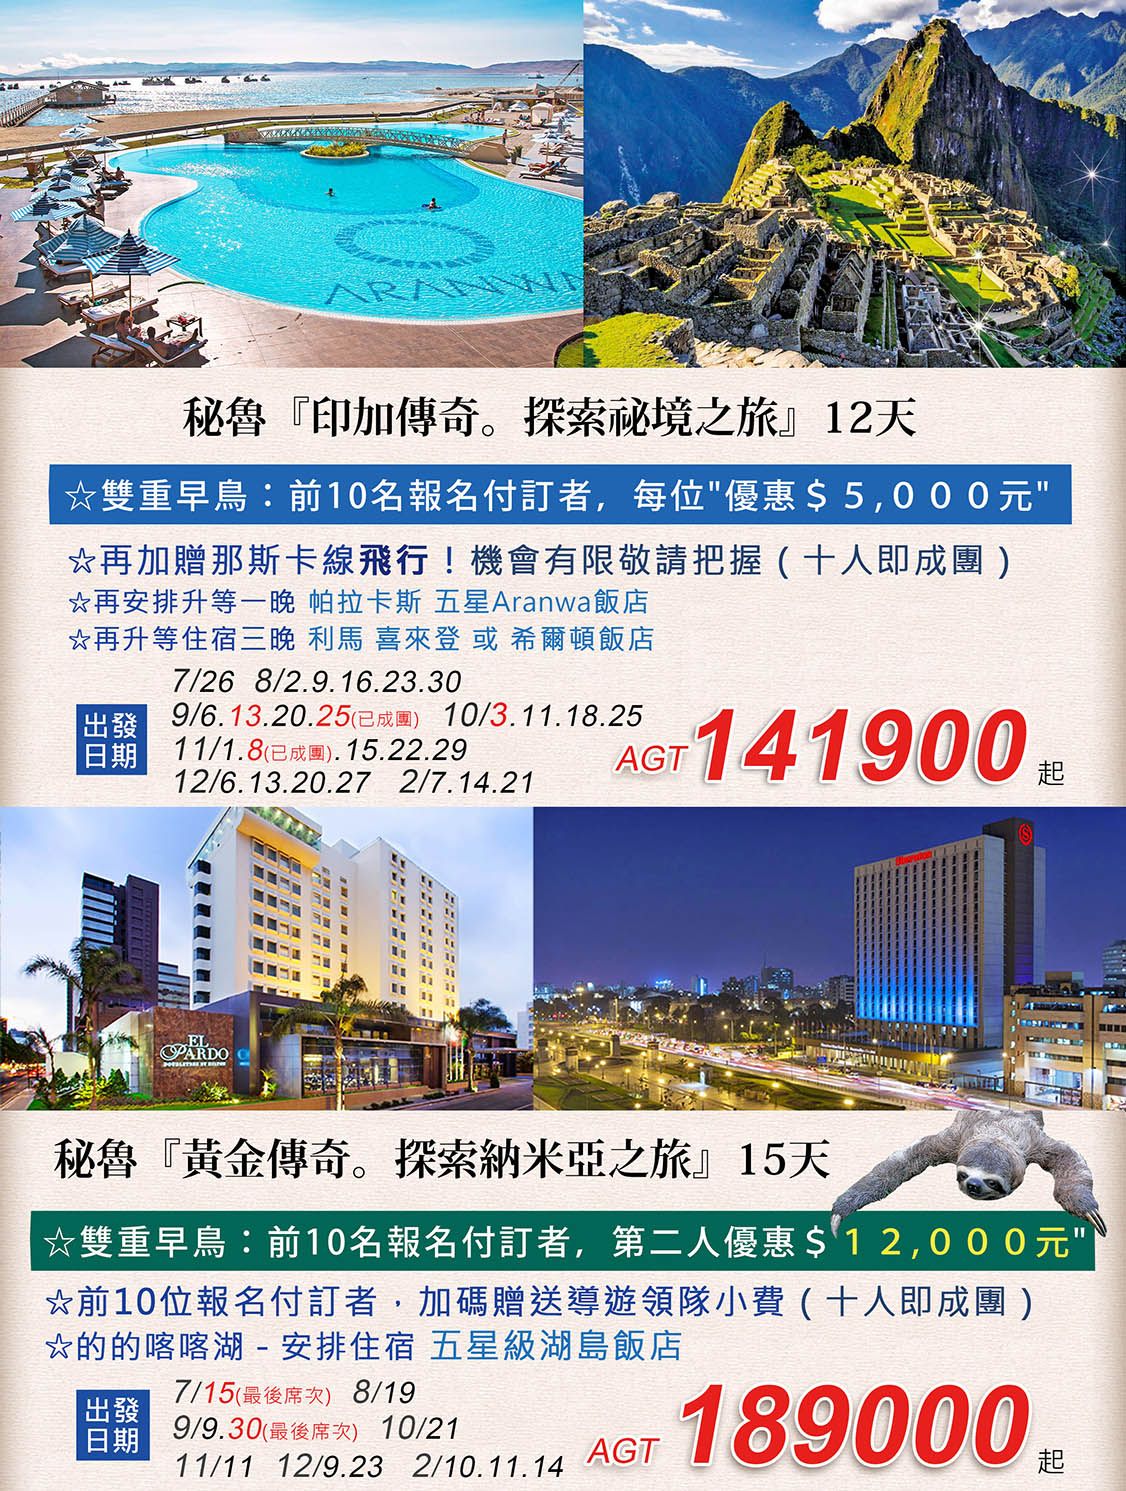 ARANWA
秘魯『印加傳奇。探索祕境之旅』12天
☆雙重早鳥：前10名報名付訂者，每位"優惠＄５,０００元"
☆再加贈那斯卡線飛行！機會有限敬請把握（十人即成團）
☆再安排升等一晚 帕拉卡斯 五星Aranwa飯店
☆再升等住宿三晚 利馬 喜來登 或 希爾頓飯店
出發日期
7/26 8/2.9.16.23.30
9/6.13.20.25(已成團) 10/3.11.18.25
11/1.8(已成團).15.22.29
12/6.13.20.27 2/7.14.21
AGT 141900 起
EL PARDO
DOUBLETREE BY HILTON
Sheraton
秘魯『黃金傳奇。探索納米亞之旅』15天
☆雙重早鳥：前10名報名付訂者，第二人優惠＄１２,０００元"
☆前10位報名付訂者，加碼贈送導遊領隊小費（十人即成團）
☆的的喀喀湖－安排住宿 五星級湖島飯店
出發日期
7/15(最後席次) 8/19
9/9.30(最後席次) 10/21
11/11 12/9.23 2/10.11.14
AGT 189000 起